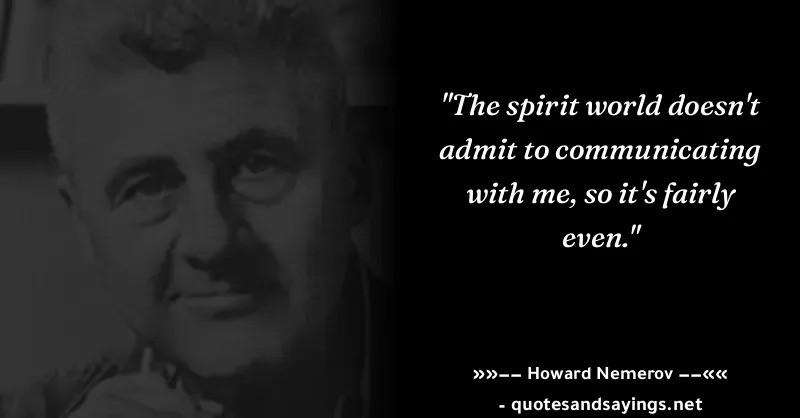 "The spirit world doesn't
admit to communicating
with me, so it's fairly
even."
»»−− Howard Nemerov −−««
- quotesandsayings.net